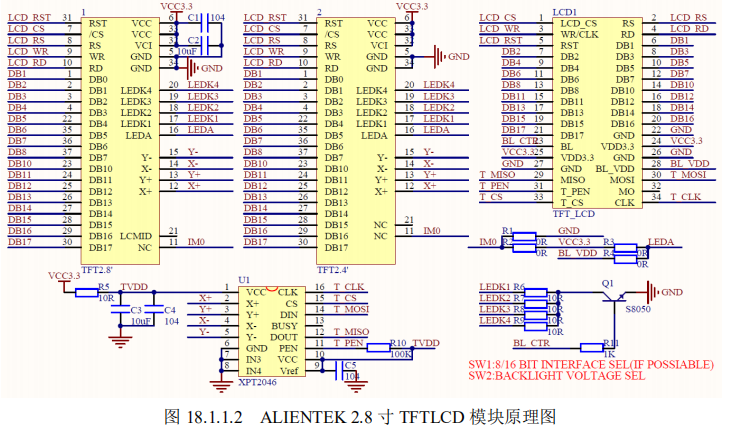 1
LCD_RST 31 RST VCC 6 VCC3.3
LCD_CS 7 /CS VCC
LCD_RS 8 RS VCI
LCD_WR 9 WR GND
LCD_RD 10 RD GND GND
C1 104
C2
10uF
DB1 1 DB0
DB2 2 DB1 LEDK4 20 LEDK4
DB3 3 DB2 LEDK3 19 LEDK3
DB4 4 DB3 LEDK2 18 LEDK2
DB5 5 DB4 LEDK1 17 LEDK1
DB6 35 DB5 LEDA 16 LEDA
DB7 36 DB6
DB8 37 DB7 Y- 15 Y-
DB10 23 DB8 X- 14 X-
DB11 24 DB9 Y+ 13 Y+
DB12 25 DB10 X+ 12 X+
DB13 26 DB11
DB14 27 DB12
DB15 28 DB13
DB16 29 DB14
DB17 30 DB15
DB16 LCMID 21
DB17 NC 11 IM0
TFT2.8'
2
LCD_RST 31 RST VCC 6 VCC3.3
LCD_CS 7 /CS VCC
LCD_RS 8 RS VCI
LCD_WR 9 WR GND
LCD_RD 10 RD GND GND
DB1 1 DB0
DB2 2 DB1 LEDK4 20 LEDK4
DB3 3 DB2 LEDK3 19 LEDK3
DB4 4 DB3 LEDK2 18 LEDK2
DB5 5 DB4 LEDK1 17 LEDK1
DB6 35 DB5 LEDA 16 LEDA
DB7 36 DB6
DB8 37 DB7 Y- 15 Y-
DB10 23 DB8 X- 14 X-
DB11 24 DB9 Y+ 13 Y+
DB12 25 DB10 X+ 12 X+
DB13 26 DB11
DB14 27 DB12
DB15 28 DB13
DB16 29 DB14
DB17 30 DB15
DB16 NC 21
DB17 NC 11 IM0
TFT2.4'
LCD1
LCD_CS 1 LCD_CS RS 2 LCD_RS
LCD_WR 3 WR/CLK RD 4 LCD_RD
LCD_RST 5 RST DB1 6 DB1
DB2 7 DB2 DB3 8 DB3
DB4 9 DB4 DB5 10 DB5
DB6 11 DB6 DB7 12 DB7
DB8 13 DB8 DB10 14 DB10
DB11 15 DB11 DB12 16 DB12
DB13 17 DB13 DB14 18 DB14
DB15 19 DB15 DB16 20 DB16
DB17 21 DB17 GND 22 GND
BL_CTR 23 BL VDD3.3 24 VCC3.3
VCC3.3 25 VDD3.3 GND 26 GND
GND 27 GND BL_VDD 28 BL_VDD
T_MISO 29 MISO MOSI 30 T_MOSI
T_PEN 31 T_PEN MO 32
T_CS 33 T_CS CLK 34 T_CLK
TFT_LCD
R1 GND
IM0 R2 0R VCC3.3 R3 LEDA
0R BL_VDD R4 0R
0R
VCC3.3
R5 TVDD
10R
C3 C4
10uF 104
U1
1 VCC CLK 16 T_CLK
X+ 2 X+ CS 15 T_CS
Y+ 3 Y+ DIN 14 T_MOSI
X- 4 X- BUSY 13
Y- 5 Y- DOUT 12 T_MISO
6 GND PEN 11 T_PEN R10 TVDD
7 IN3 VCC 10 100K
8 IN4 Vref 9 C5
104
XPT2046
LEDK1 R6 10R
LEDK2 R7 10R
LEDK3 R8 10R
LEDK4 R9 10R
Q1 GND
S8050
BL_CTR R11
1K
SW1:8/16 BIT INTERFACE SEL(IF POSSIABLE)
SW2:BACKLIGHT VOLTAGE SEL
图 18.1.1.2 ALIENTEK 2.8 寸 TFTLCD 模块原理图